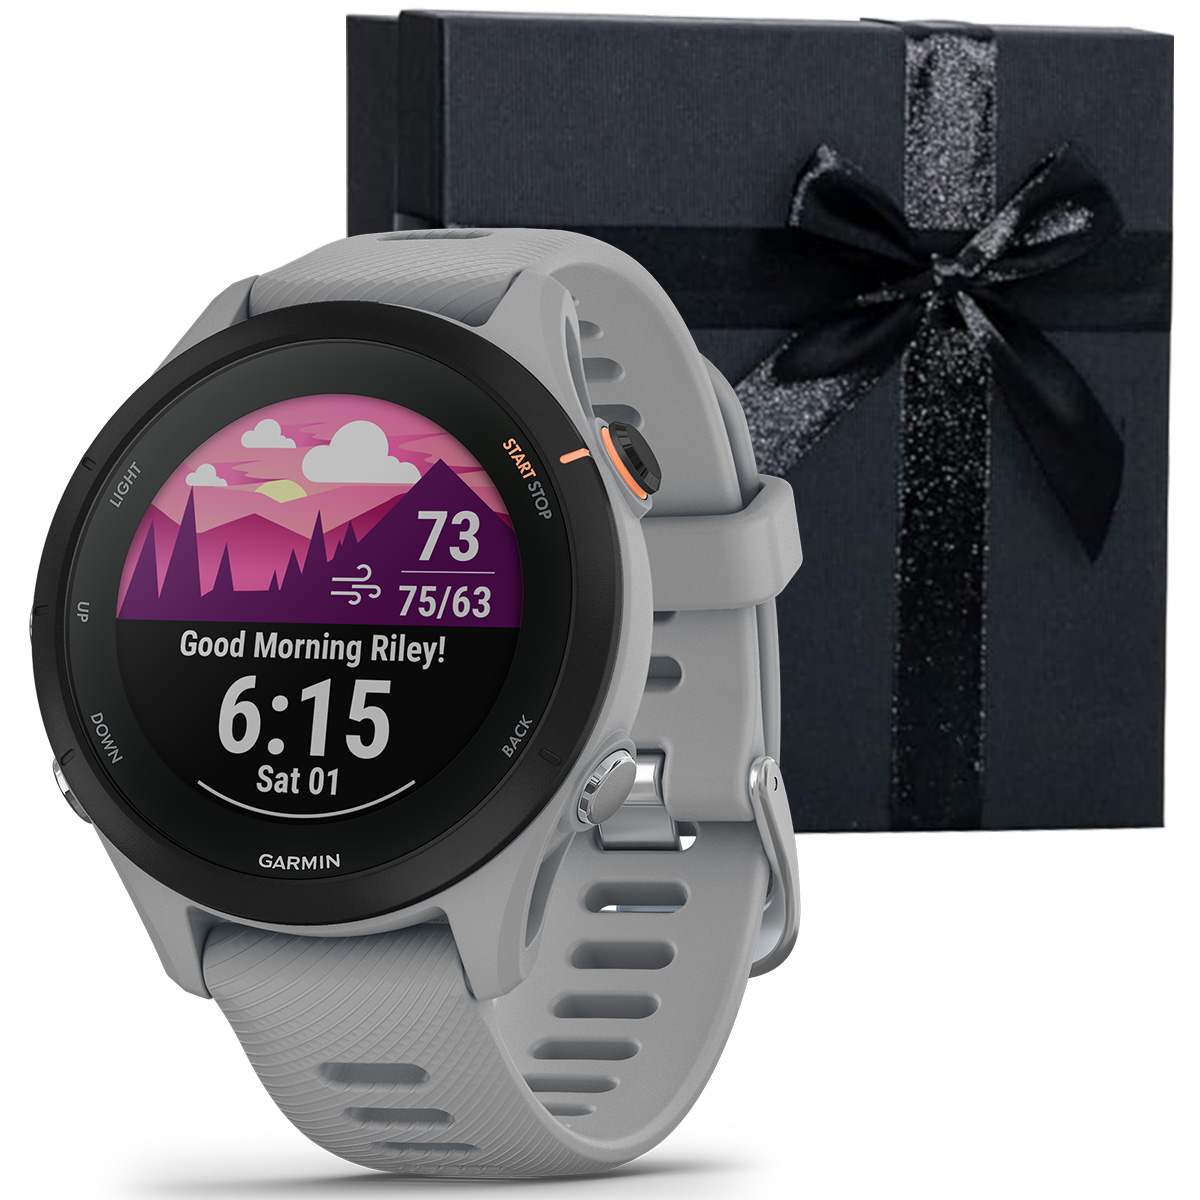 START STOP
LIGHT
73
75/63
UP
Good Morning Riley!
6:15
DOWN
BACK
Sat 01
GARMIN